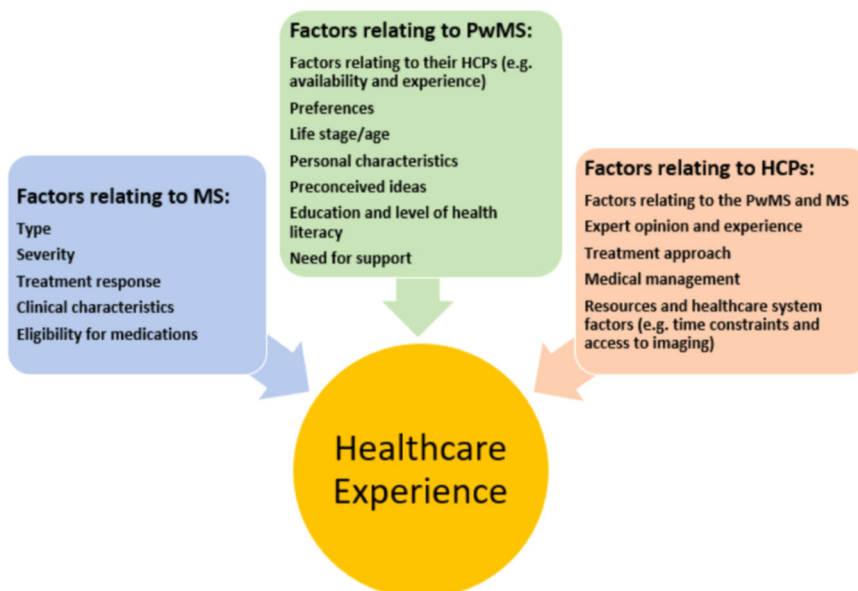 Factors relating to MS:
Type
Severity
Treatment response
Clinical characteristics
Eligibility for medications
Factors relating to PwMS:
Factors relating to their HCPs (e.g.
availability and experience)
Preferences
Life stage/age
Personal characteristics
Preconceived ideas
Education and level of health
literacy
Need for support
Factors relating to HCPs:
Factors relating to the PwMS and MS
Expert opinion and experience
Treatment approach
Medical management
Resources and healthcare system
factors (e.g. time constraints and
access to imaging)
Healthcare
Experience